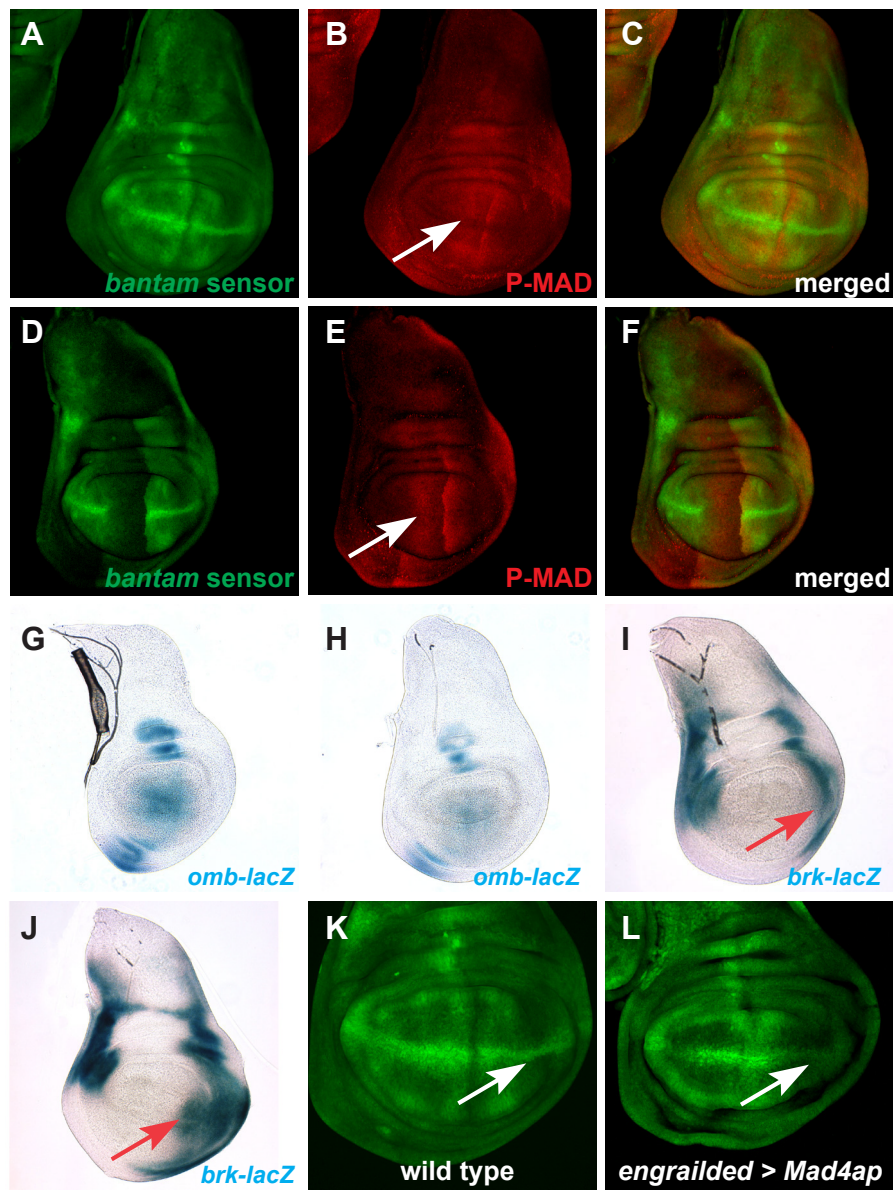 A
B
C
bantam sensor
P-MAD
merged
D
E
F
bantam sensor
P-MAD
merged
G
H
I
omb-lacZ
omb-lacZ
brk-lacZ
J
K
L
brk-lacZ
wild type
engrailded > Mad4ap